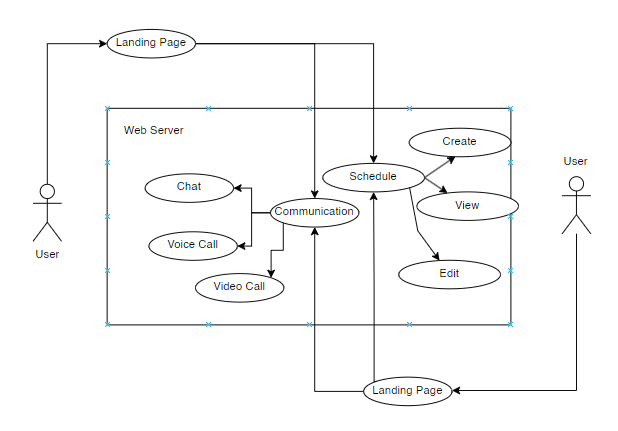 Landing Page
Web Server
Create
User
Schedule
Chat
View
Communication
Voice Call
User
Edit
Video Call
Landing Page